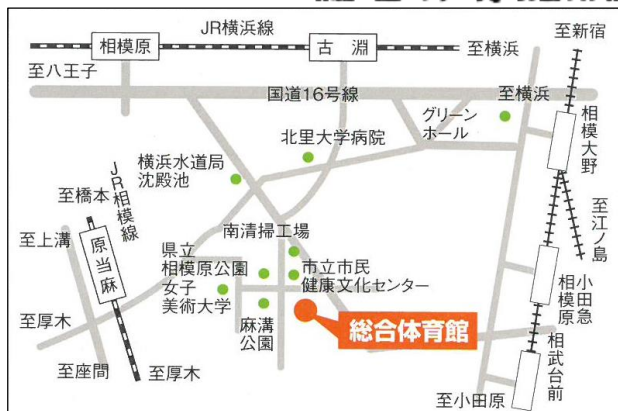 JR横浜線
相模原
古淵
至横浜
至新宿
至八王子
国道16号線
至横浜
グリーン
ホール
相模大野
北里大学病院
横浜水道局
沈殿池
JR相模線
至橋本
至上溝
原当麻
至江ノ島
南清掃工場
県立
相模原公園
女子
美術大学
市立市民
健康文化センター
麻溝
公園
小田急
相模原
総合体育館
相武台前
至厚木
至座間
至厚木
至小田原